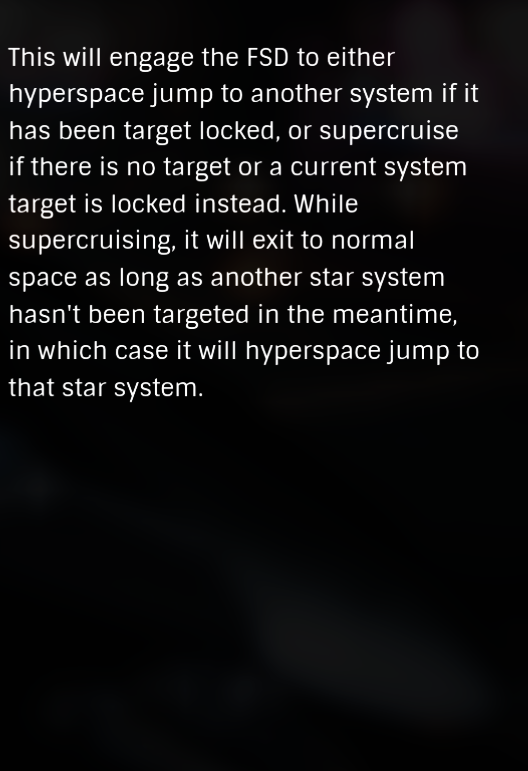 This will engage the FSD to either
hyperspace jump to another system if it
has been target locked, or supercruise
if there is no target or a current system
target is locked instead. While
supercruising, it will exit to normal
space as long as another star system
hasn't been targeted in the meantime,
in which case it will hyperspace jump to
that star system.